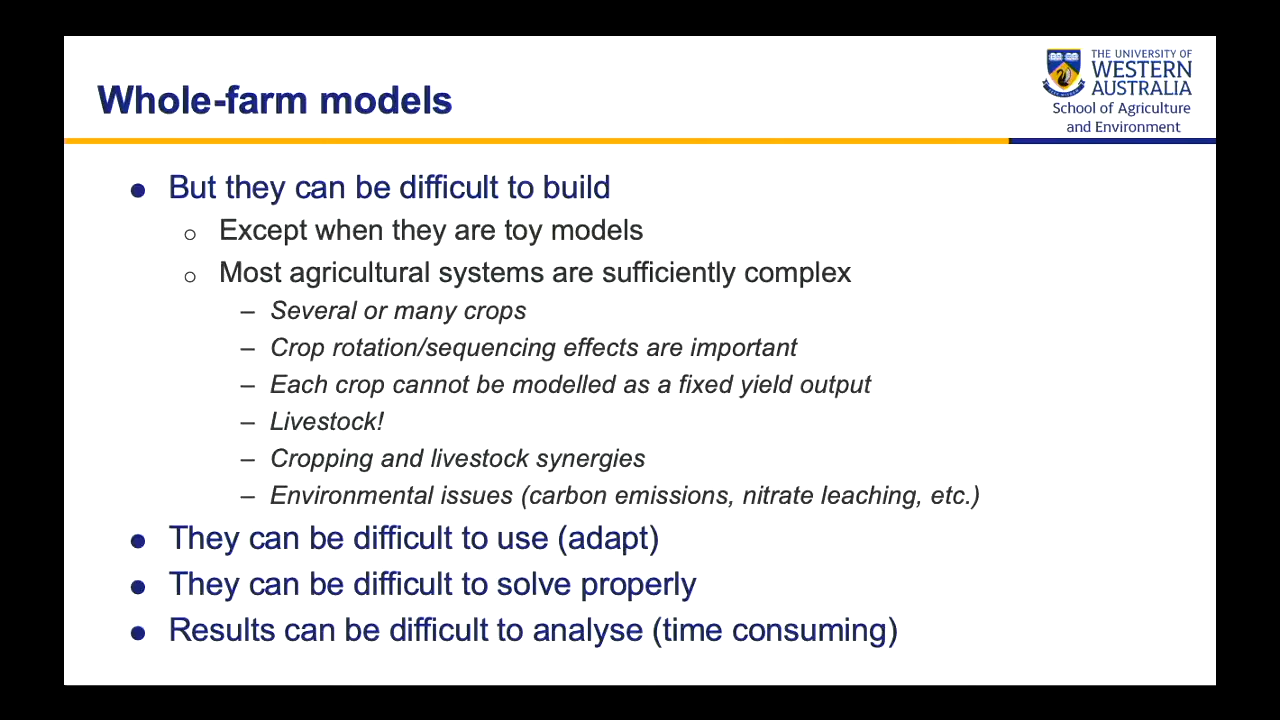 Whole-farm models
THE UNIVERSITY OF
WESTERN
AUSTRALIA
School of Agriculture
and Environment
● But they can be difficult to build
○ Except when they are toy models
○ Most agricultural systems are sufficiently complex
– Several or many crops
– Crop rotation/sequencing effects are important
– Each crop cannot be modelled as a fixed yield output
– Livestock!
– Cropping and livestock synergies
– Environmental issues (carbon emissions, nitrate leaching, etc.)
● They can be difficult to use (adapt)
● They can be difficult to solve properly
● Results can be difficult to analyse (time consuming)